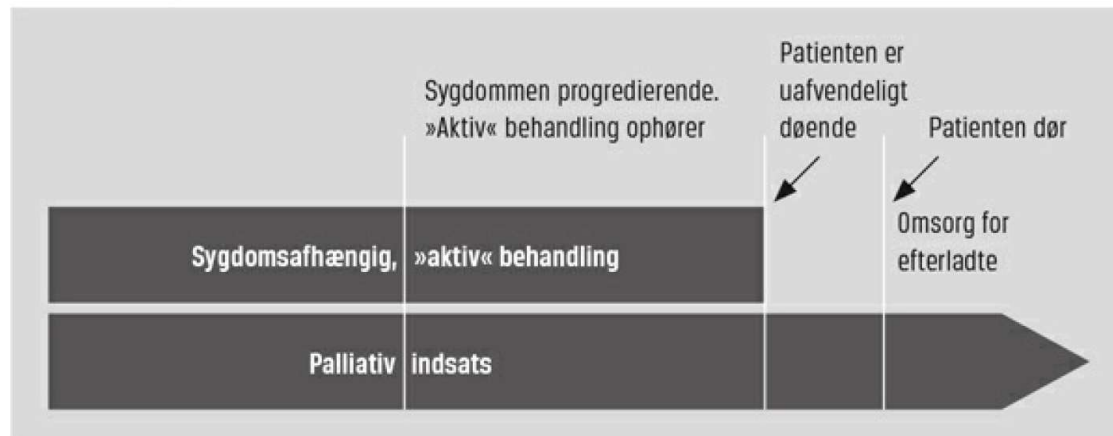 Sygdommen progredierende.
»Aktiv« behandling ophører
Patienten er
uafvendeligt
døende
Patienten dør
Omsorg for
efterladte
Sygdomsafhængig, »aktiv« behandling
Palliativ indsats